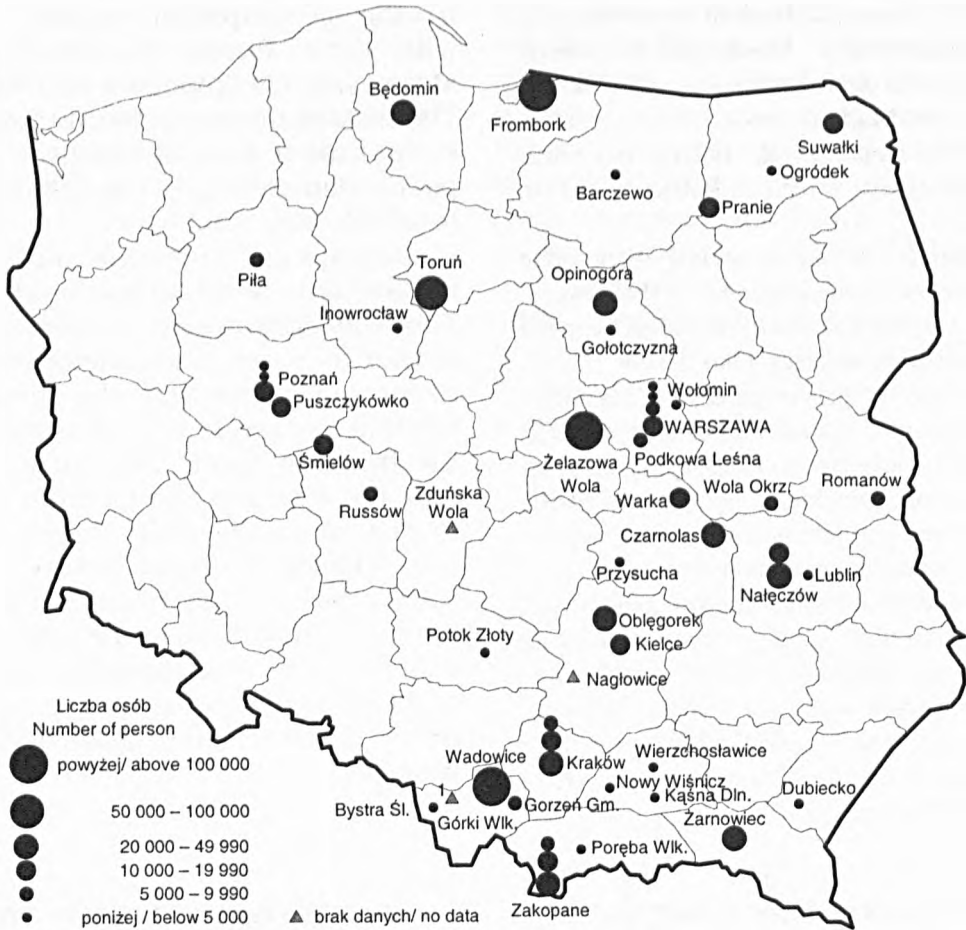 Będomin
Frombork
Suwałki
Ogródek
Barczewo
Pranie
Piła
Toruń
Opinogóra
Inowrocław
Gołotczyzna
Poznań
Puszczykówko
Wołomin
WARSZAWA
Śmielów
Żelazowa
Wola
Podkowa Leśna
Russów
Zduńska
Wola
Warka
Wola Okrz.
Romanów
Czarnolas
Przysucha
Lublin
Nałęczów
Oblęgorek
Kielce
Potok Złoty
Nagłowice
Liczba osób
Number of person
powyżej/ above 100 000
50 000 – 100 000
20 000 – 49 990
10 000 – 19 990
5 000 – 9 990
poniżej / below 5 000
brak danych/ no data
Wadowice
Kraków
Wierzchosławice
Nowy Wiśnicz
Kąśna Dln.
Dubiecko
Bystra Śl.
1
Górki Wlk.
Gorzeń Gm.
Żarnowiec
Poręba Wlk.
Zakopane